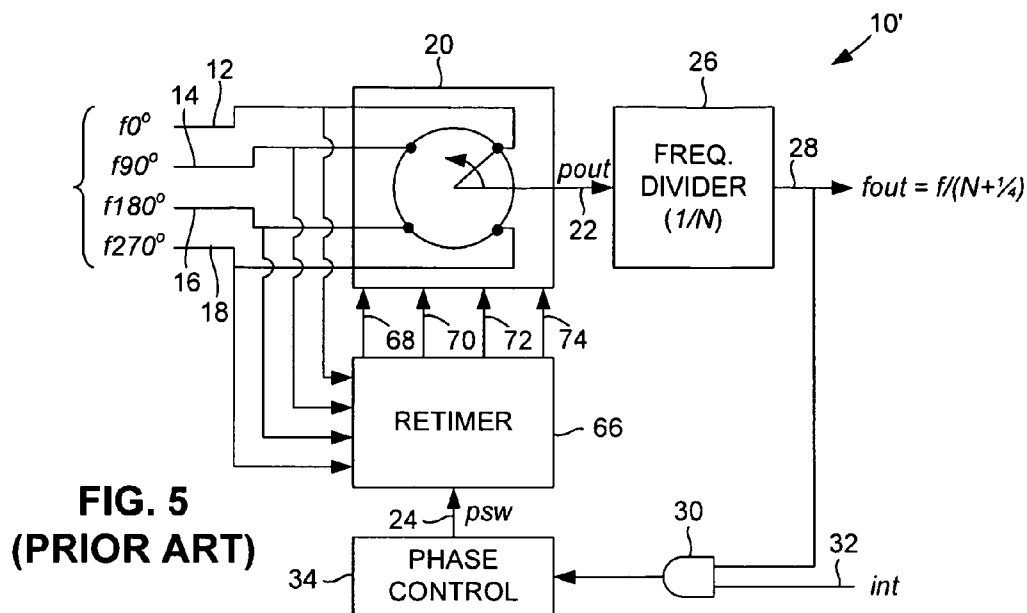 10'
20
26
12
14
f0°
f90°
f180°
f270°
16
18
pout
22
FREQ.
DIVIDER
(1/N)
28
fout = f/(N+¼)
68
70
72
74
RETIMER
66
FIG. 5
(PRIOR ART)
24
psw
30
32
int
34
PHASE
CONTROL